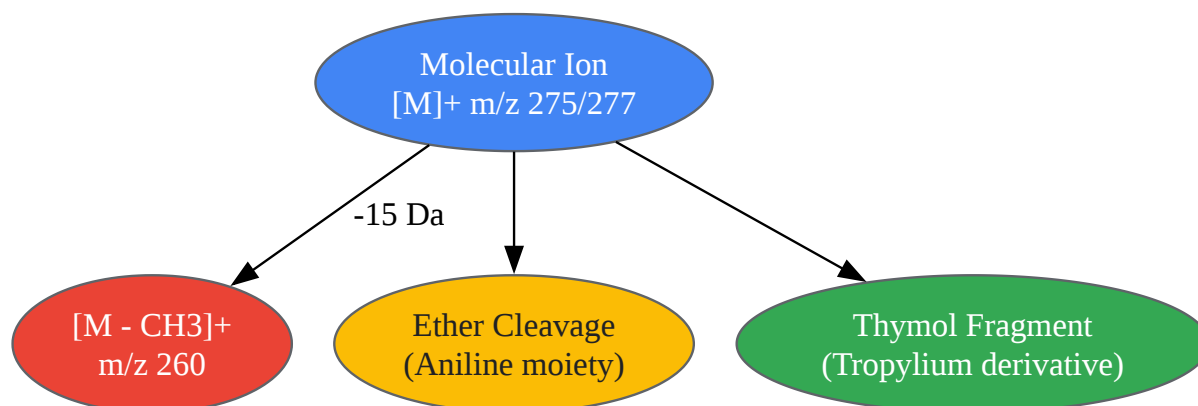 Molecular Ion
[M]+ m/z 275/277
-15 Da
[M - CH3]+
m/z 260
Ether Cleavage
(Aniline moiety)
Thymol Fragment
(Tropylium derivative)